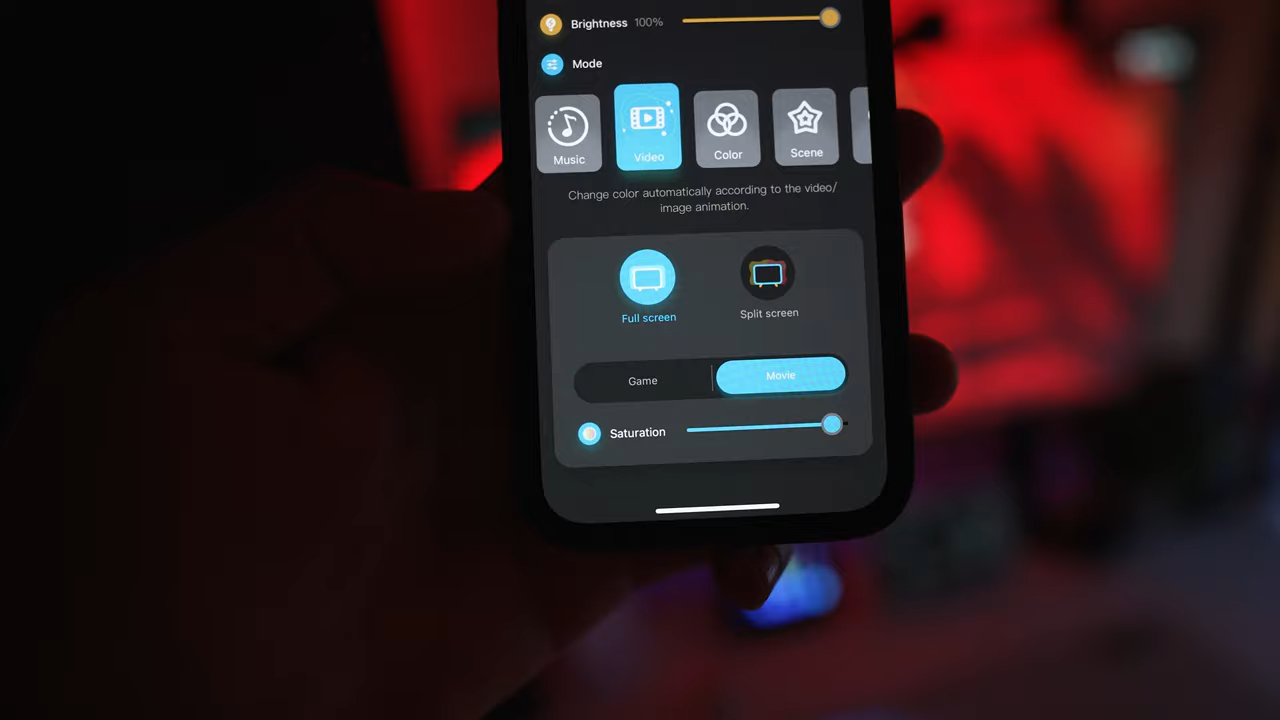 Brightness 100%
Mode
Music Video Color Scene
Change color automatically according to the video/
image animation.
Full screen Split screen
Game Movie
Saturation